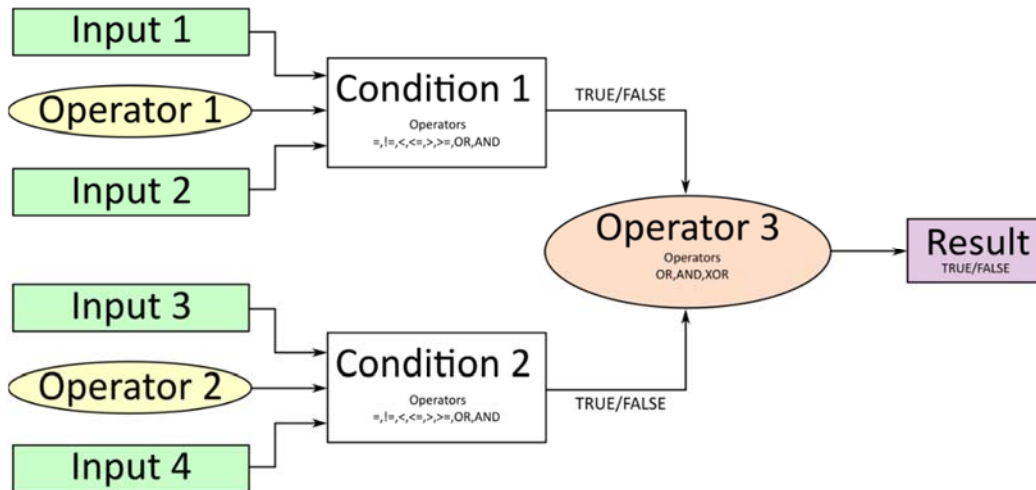 Input 1
Operator 1
Input 2
Condition 1
Operators
=,!=,<,<=,>,>=,OR,AND
TRUE/FALSE
Operator 3
Operators
OR,AND,XOR
Result
TRUE/FALSE
Input 3
Operator 2
Input 4
Condition 2
Operators
=,!=,<,<=,>,>=,OR,AND
TRUE/FALSE